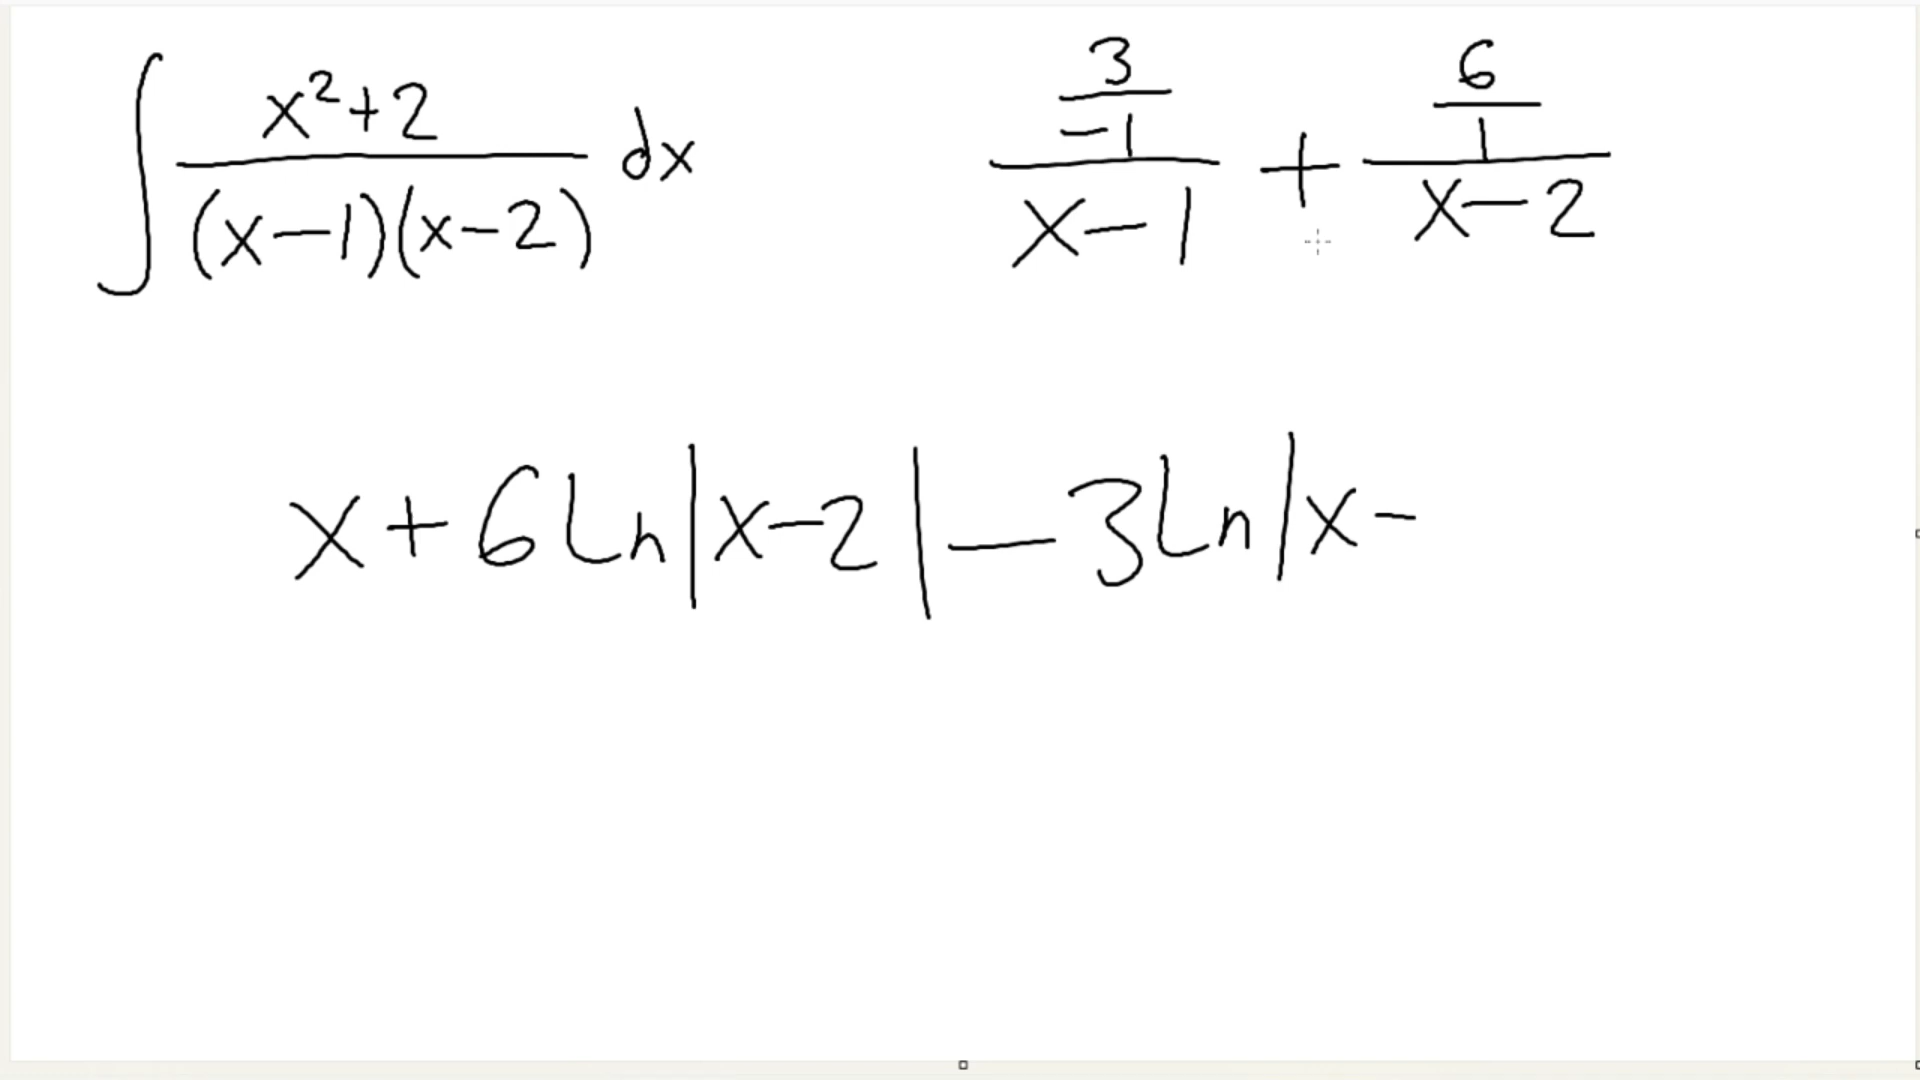 ∫ (x²+2)/((x-1)(x-2)) dx (3/-1)/(x-1) + (6/1)/(x-2)
x+6Ln|x-2|-3Ln|x-